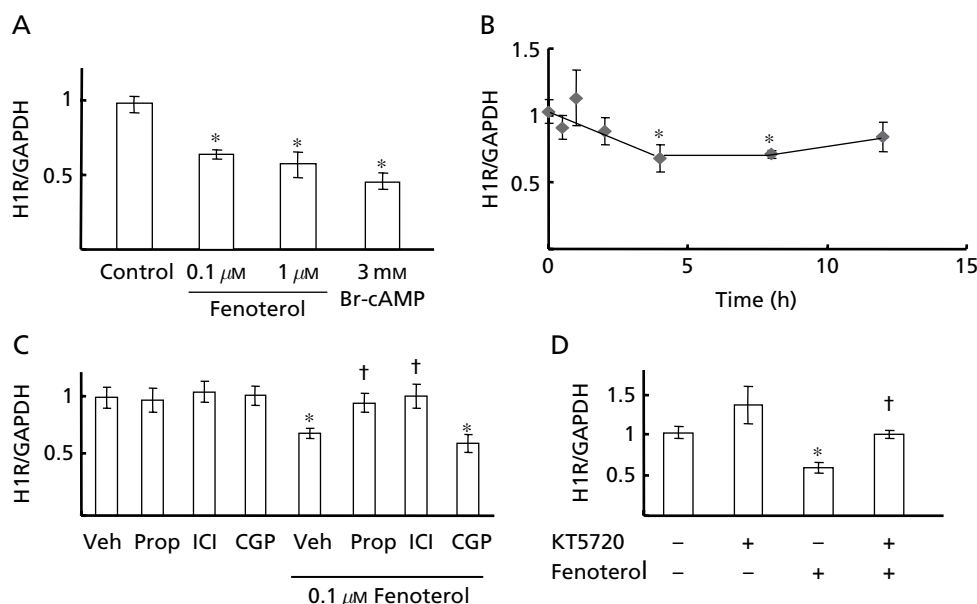 A
H1R/GAPDH
1
0.5
*
*
*
Control
0.1 μM
1 μM
3 mM
Fenoterol
Br-cAMP
B
H1R/GAPDH
1.5
1
0.5
0
*
*
0
5
10
15
Time (h)
C
H1R/GAPDH
1
0.5
*
†
†
*
Veh Prop ICI CGP Veh Prop ICI CGP
0.1 μM Fenoterol
D
H1R/GAPDH
1.5
1
0.5
*
†
KT5720 – + – +
Fenoterol – – + +